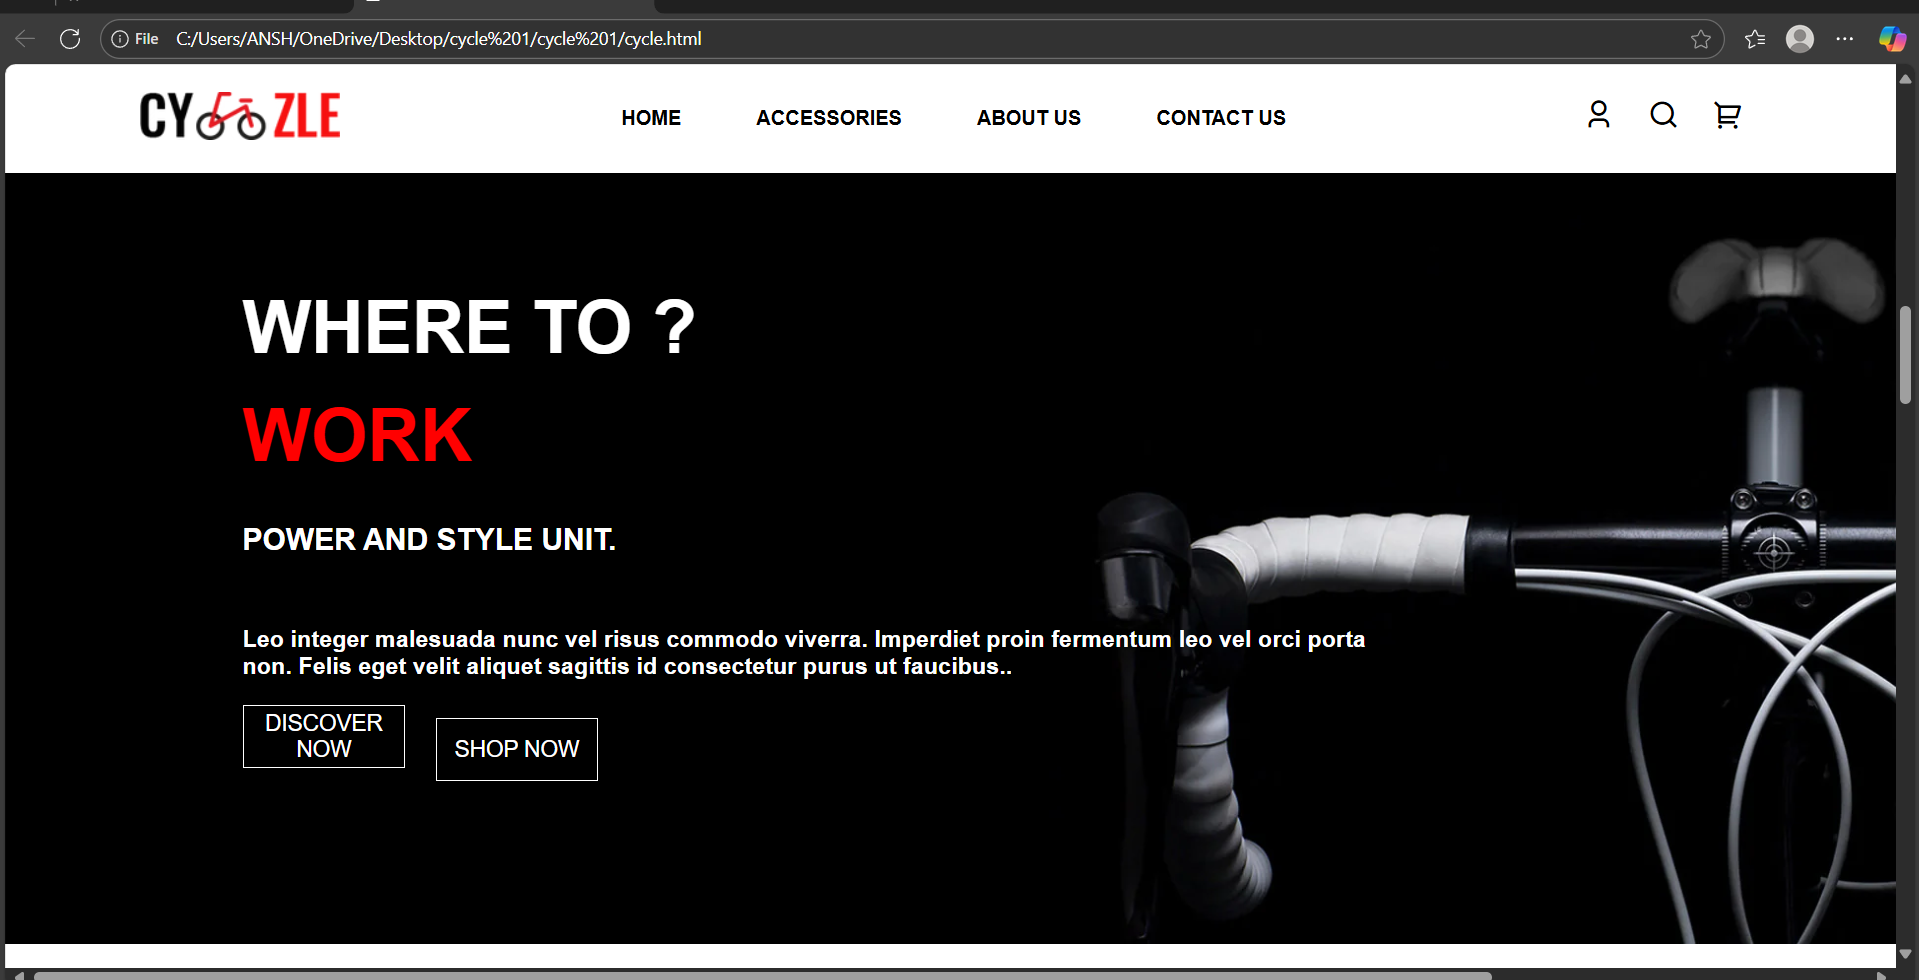 File C:/Users/ANSH/OneDrive/Desktop/cycle%201/cycle%201/cycle.html
CY ZLE
HOME ACCESSORIES ABOUT US CONTACT US
WHERE TO ?
WORK
POWER AND STYLE UNIT.
Leo integer malesuada nunc vel risus commodo viverra. Imperdiet proin fermentum leo vel orci porta
non. Felis eget velit aliquet sagittis id consectetur purus ut faucibus..
DISCOVER
NOW
SHOP NOW